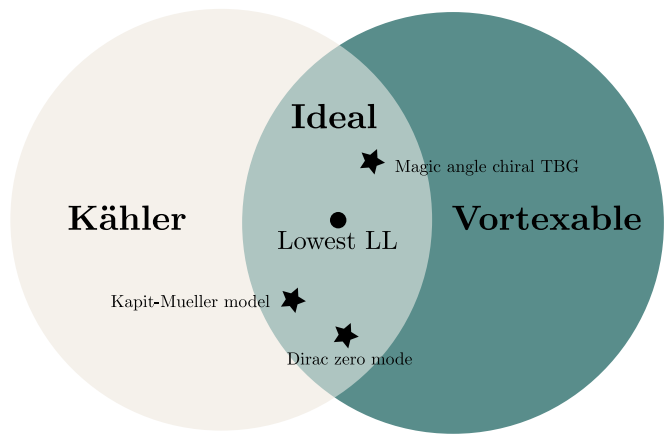 Ideal
Magic angle chiral TBG
Kähler
Vortexable
Lowest LL
Kapit-Mueller model
Dirac zero mode